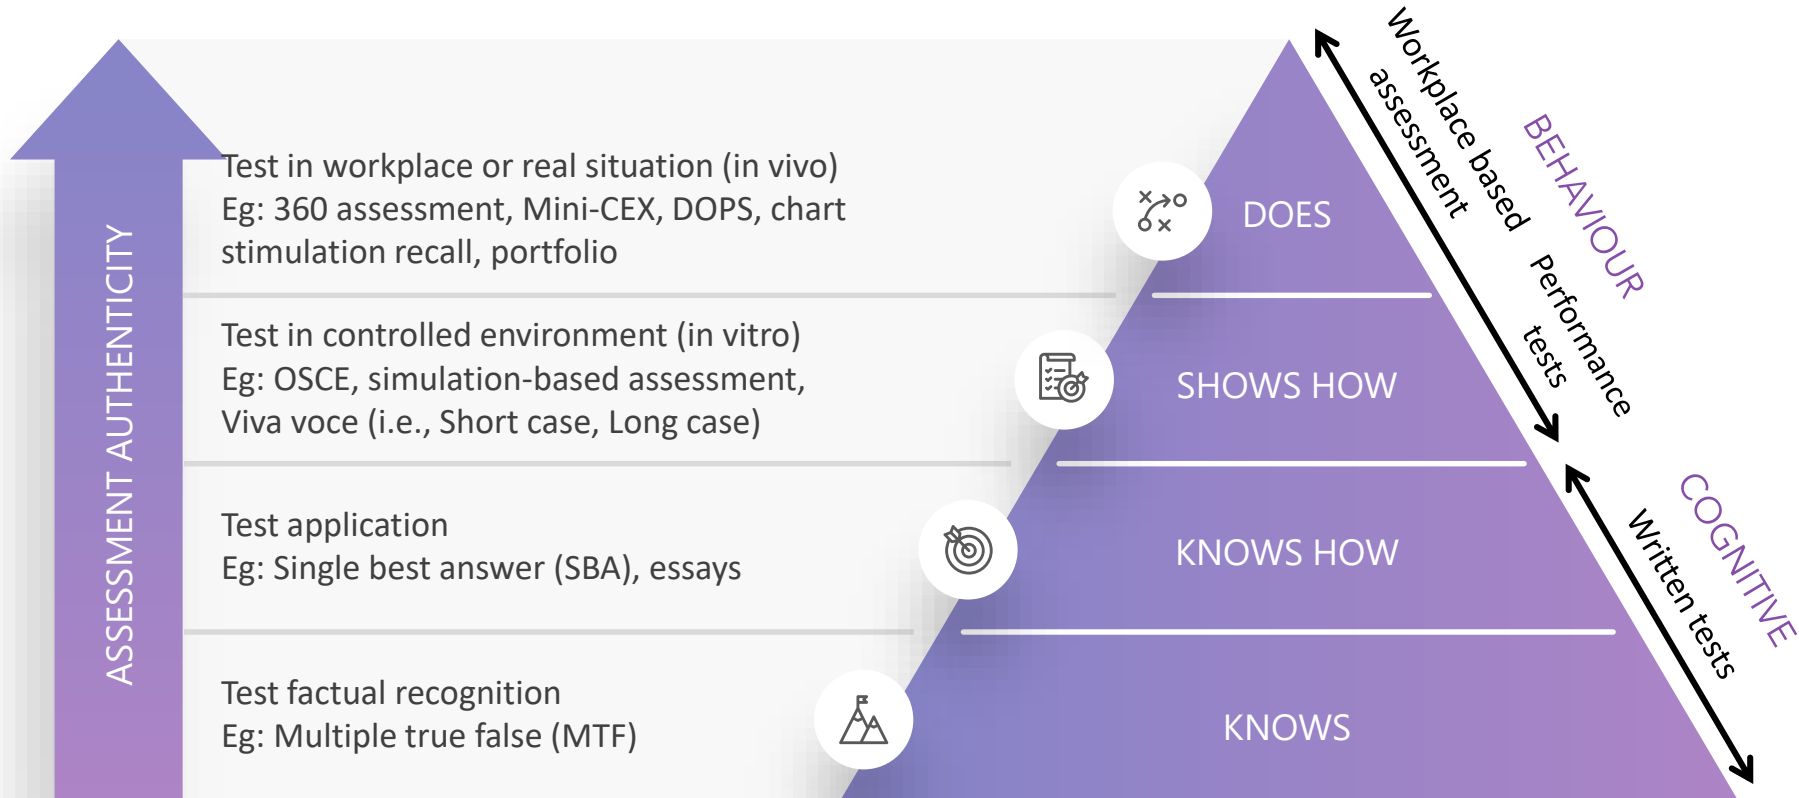 ASSESSMENT AUTHENTICITY
Test in workplace or real situation (in vivo)
Eg: 360 assessment, Mini-CEX, DOPS, chart
stimulation recall, portfolio
DOES
Test in controlled environment (in vitro)
Eg: OSCE, simulation-based assessment,
Viva voce (i.e., Short case, Long case)
SHOWS HOW
Test application
Eg: Single best answer (SBA), essays
KNOWS HOW
Test factual recognition
Eg: Multiple true false (MTF)
KNOWS
Workplace based
assessment
Performance
tests
BEHAVIOUR
Written tests
COGNITIVE